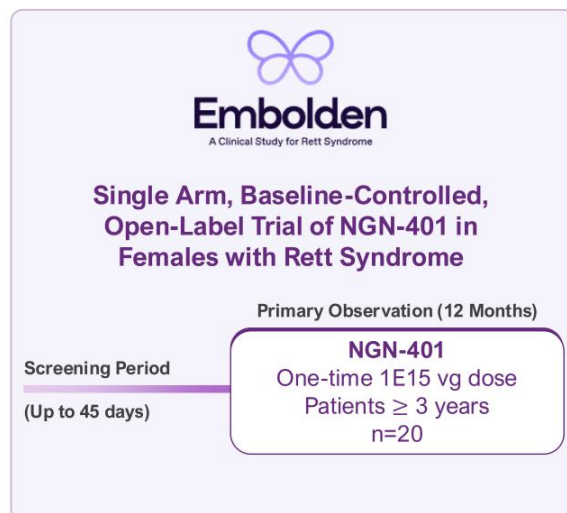 Embolden
A Clinical Study for Rett Syndrome
Single Arm, Baseline-Controlled,
Open-Label Trial of NGN-401 in
Females with Rett Syndrome
Primary Observation (12 Months)
Screening Period
(Up to 45 days)
NGN-401
One-time 1E15 vg dose
Patients ≥ 3 years
n=20